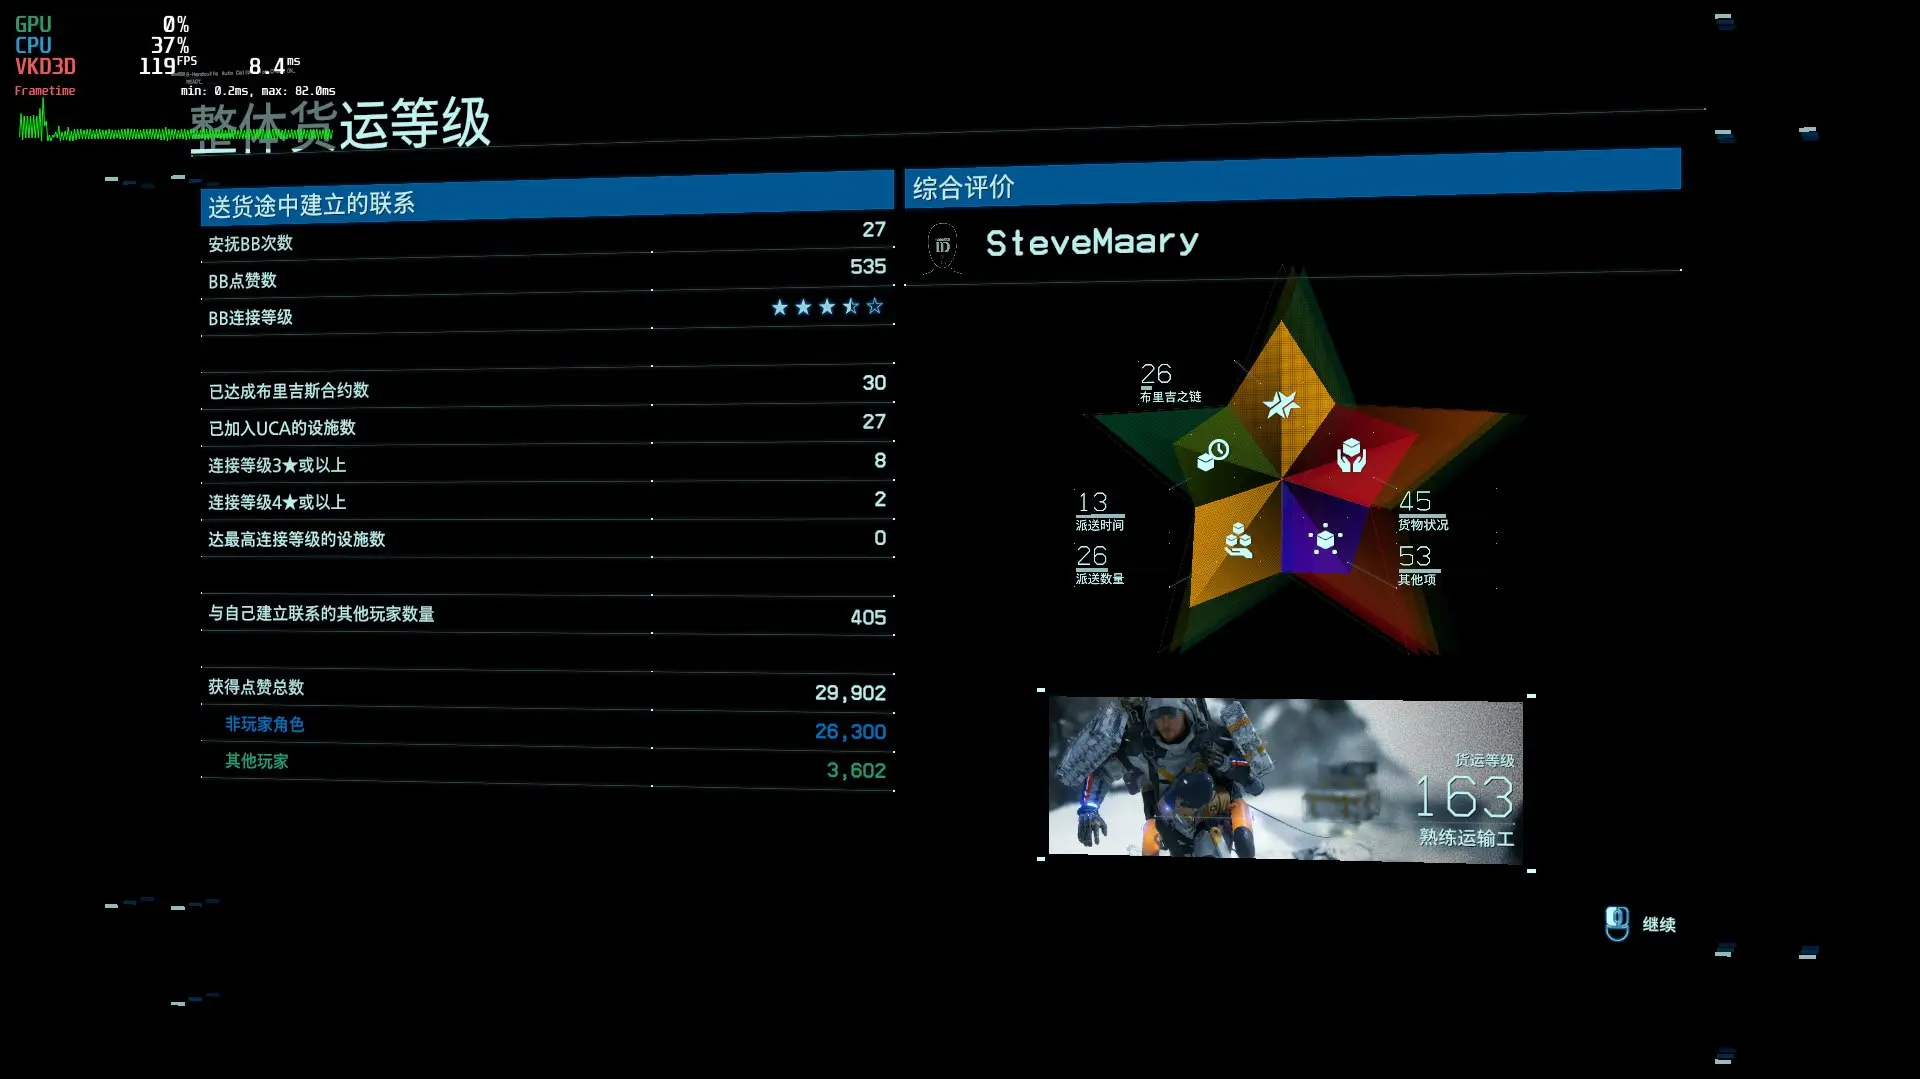 GPU 0%
CPU 37%
VKD3D 119FPS 8.4ms
Frametime min: 0.2ms, max: 82.0ms
整体货运等级
送货途中建立的联系
安抚BB次数 27
BB点赞数 535
BB连接等级 ★★★⯪☆
已达成布里吉斯合约数 30
已加入UCA的设施数 27
连接等级3★或以上 8
连接等级4★或以上 2
达最高连接等级的设施数 0
与自己建立联系的其他玩家数量 405
获得点赞总数 29,902
非玩家角色 26,300
其他玩家 3,602
综合评价
SteveMaary
26
布里吉之链
13
派送时间
45
货物状况
26
派送数量
53
其他项
货运等级
163
熟练运输工
继续